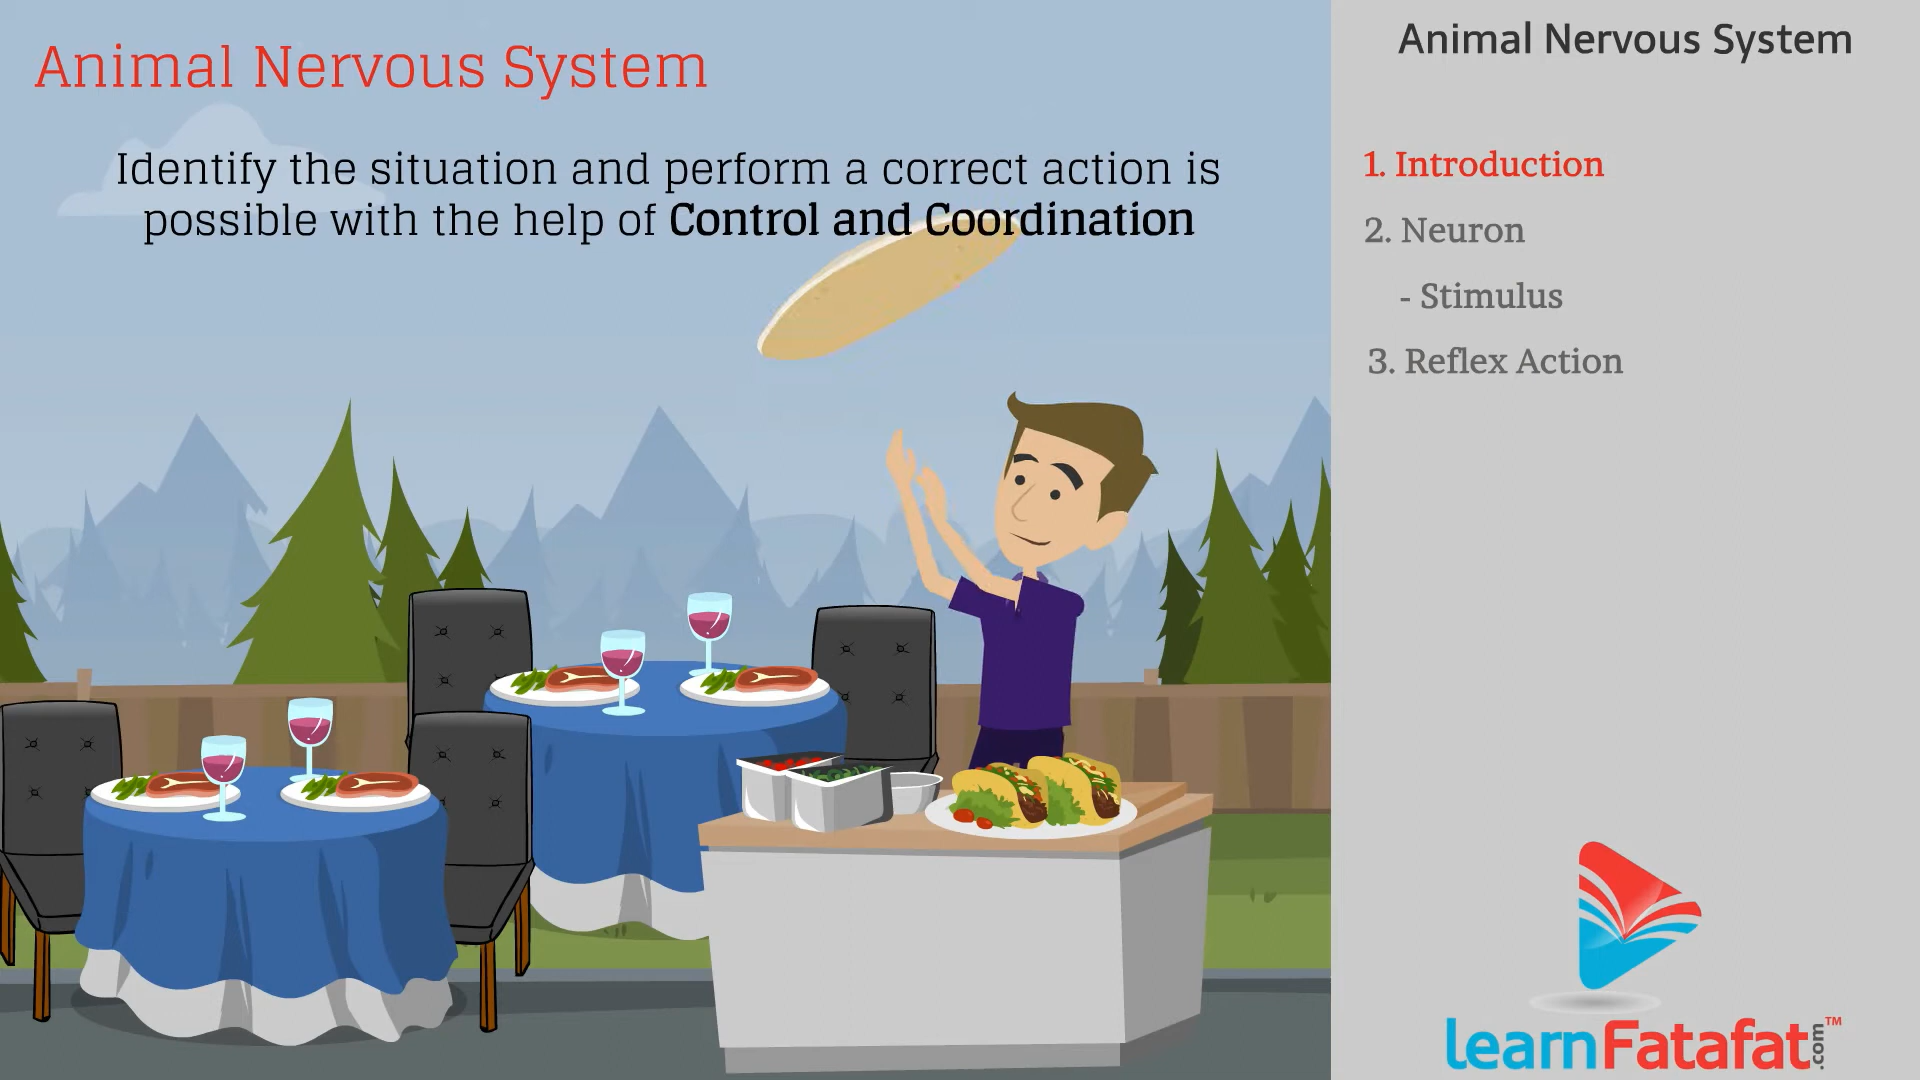 Animal Nervous System
Identify the situation and perform a correct action is
possible with the help of Control and Coordination
Animal Nervous System
1. Introduction
2. Neuron
- Stimulus
3. Reflex Action
learnFatafat.com™